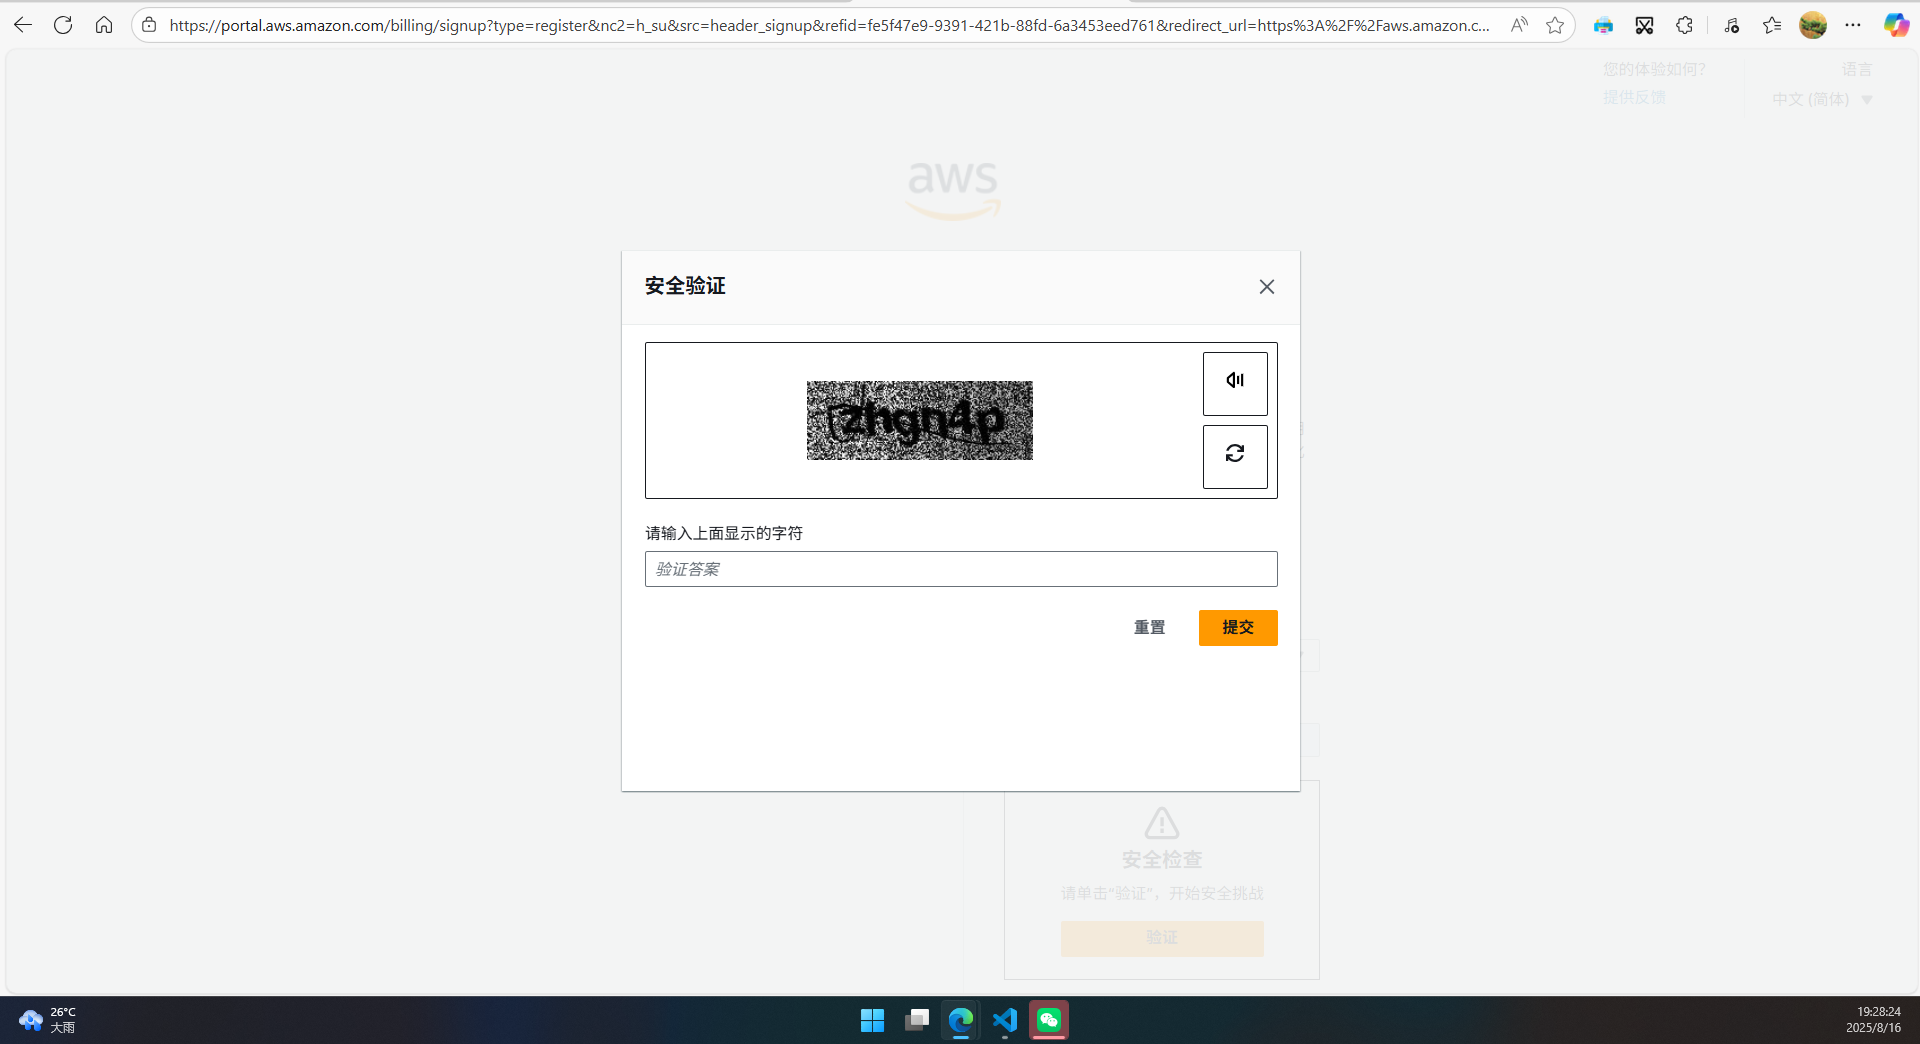 https://portal.aws.amazon.com/billing/signup?type=register&nc2=h_su&src=header_signup&refid=fe5f47e9-9391-421b-88fd-6a3453eed761&redirect_url=https%3A%2F%2Faws.amazon.c...
您的体验如何?
语言
提供反馈
中文 (简体)
aws
安全验证
请输入上面显示的字符
验证答案
重置
提交
安全检查
请单击“验证”，开始安全挑战
验证
26°C
大雨
19:28:24
2025/8/16